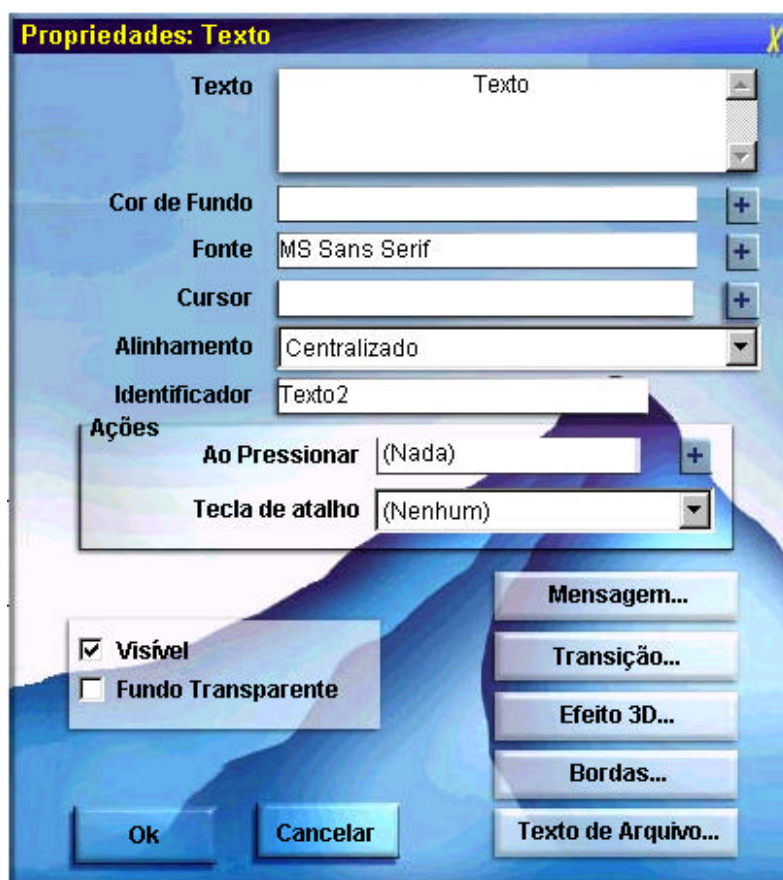 Propriedades: Texto
X
Texto
Texto
Cor de Fundo
+
Fonte
MS Sans Serif
+
Cursor
+
Alinhamento
Centralizado
Identificador
Texto2
Ações
Ao Pressionar
(Nada)
+
Tecla de atalho
(Nenhum)
Mensagem...
Visível
Transição...
Fundo Transparente
Efeito 3D...
Bordas...
Ok
Cancelar
Texto de Arquivo...